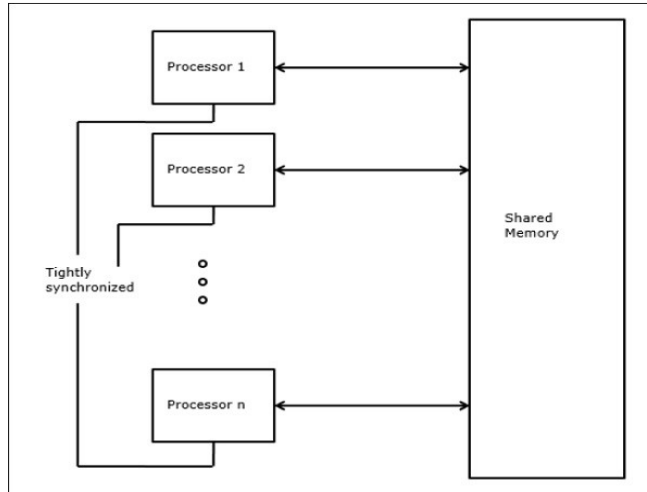 Processor 1
Processor 2
Shared
Memory
Tightly
synchronized
Processor n